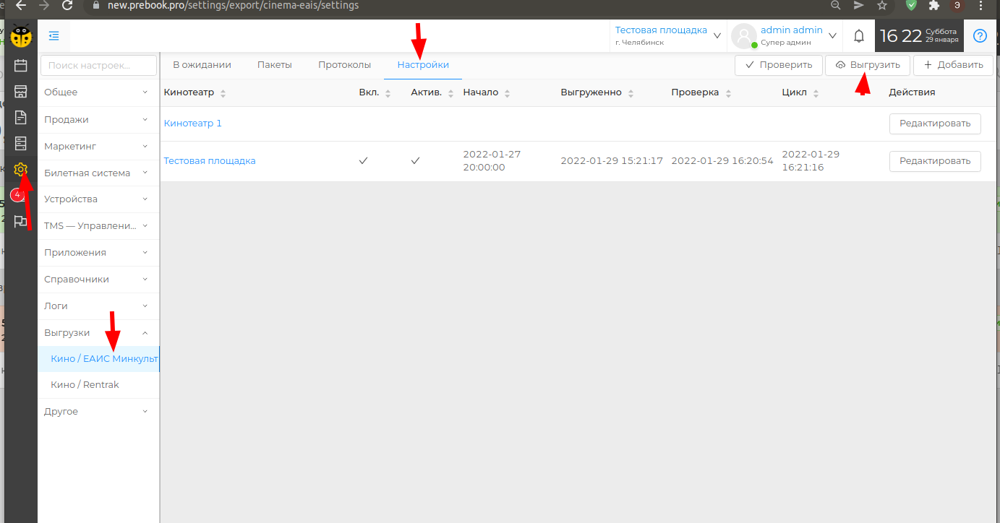 new.prebook.pro/settings/export/cinema-eais/settings
Э
Тестовая площадка
г. Челябинск
admin admin
Супер админ
16 22
Суббота
29 января
?
Поиск настроек...
В ожидании
Пакеты
Протоколы
Настройки
Проверить
Выгрузить
Добавить
Общее
Продажи
Маркетинг
Билетная система
Устройства
TMS — Управлени...
Приложения
Справочники
Логи
Выгрузки
Кино / ЕАИС Минкульт
Кино / Rentrak
Другое
4
Кинотеатр
Вкл.
Актив.
Начало
Выгруженно
Проверка
Цикл
Действия
Кинотеатр 1
Редактировать
Тестовая площадка
2022-01-27
20:00:00
2022-01-29 15:21:17
2022-01-29 16:20:54
2022-01-29
16:21:16
Редактировать